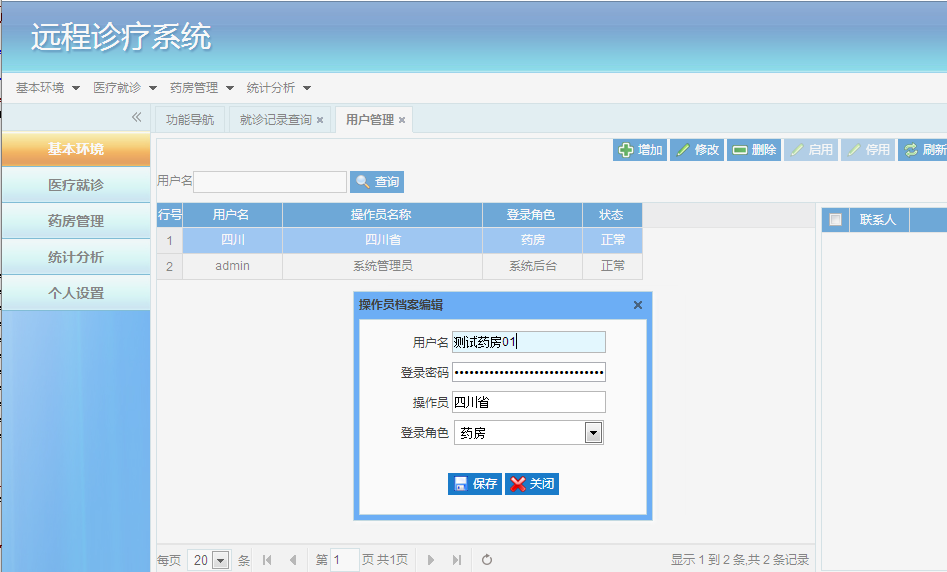 远程诊疗系统
基本环境 医疗就诊 药房管理 统计分析
功能导航 就诊记录查询 用户管理
基本环境
医疗就诊
药房管理
统计分析
个人设置
增加 修改 删除 启用 停用 刷新
用户名 查询
行号 用户名 操作员名称 登录角色 状态
1 四川 四川省 药房 正常
2 admin 系统管理员 系统后台 正常
联系人
操作员档案编辑
用户名 测试药房01
登录密码 ••••••••••••••••••••••••••••••
操作员 四川省
登录角色 药房
保存 关闭
每页 20 条 第 1 页 共1页 显示 1 到 2 条,共 2 条记录